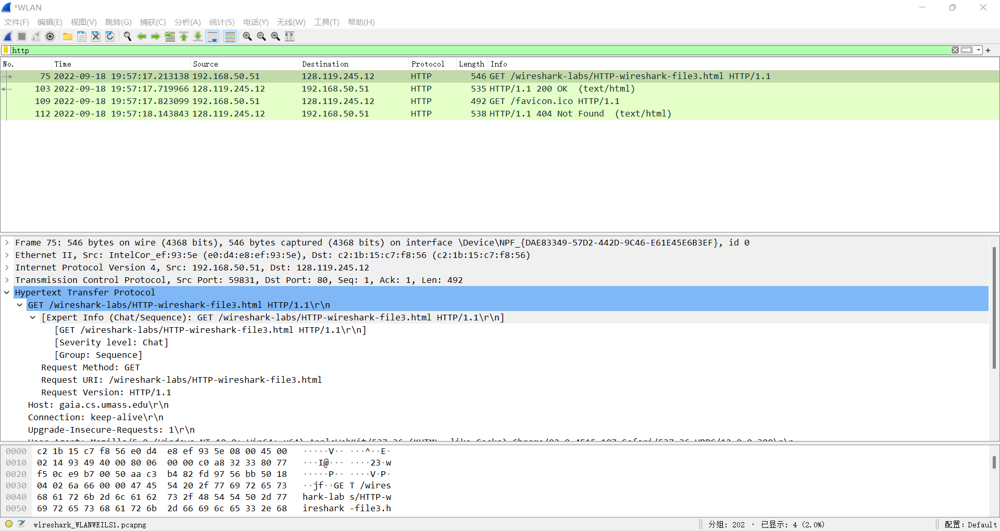 *WLAN
文件(F) 编辑(E) 视图(V) 跳转(G) 捕获(C) 分析(A) 统计(S) 电话(Y) 无线(W) 工具(T) 帮助(H)
http
No. Time Source Destination Protocol Length Info
75 2022-09-18 19:57:17.213138 192.168.50.51 128.119.245.12 HTTP 546 GET /wireshark-labs/HTTP-wireshark-file3.html HTTP/1.1
103 2022-09-18 19:57:17.719966 128.119.245.12 192.168.50.51 HTTP 535 HTTP/1.1 200 OK (text/html)
109 2022-09-18 19:57:17.823099 192.168.50.51 128.119.245.12 HTTP 492 GET /favicon.ico HTTP/1.1
112 2022-09-18 19:57:18.143843 128.119.245.12 192.168.50.51 HTTP 538 HTTP/1.1 404 Not Found (text/html)
Frame 75: 546 bytes on wire (4368 bits), 546 bytes captured (4368 bits) on interface \Device\NPF_{DAE83349-57D2-442D-9C46-E61E45E6B3EF}, id 0
Ethernet II, Src: IntelCor_ef:93:5e (e0:d4:e8:ef:93:5e), Dst: c2:1b:15:c7:f8:56 (c2:1b:15:c7:f8:56)
Internet Protocol Version 4, Src: 192.168.50.51, Dst: 128.119.245.12
Transmission Control Protocol, Src Port: 59831, Dst Port: 80, Seq: 1, Ack: 1, Len: 492
Hypertext Transfer Protocol
GET /wireshark-labs/HTTP-wireshark-file3.html HTTP/1.1\r\n
[Expert Info (Chat/Sequence): GET /wireshark-labs/HTTP-wireshark-file3.html HTTP/1.1\r\n]
[GET /wireshark-labs/HTTP-wireshark-file3.html HTTP/1.1\r\n]
[Severity level: Chat]
[Group: Sequence]
Request Method: GET
Request URI: /wireshark-labs/HTTP-wireshark-file3.html
Request Version: HTTP/1.1
Host: gaia.cs.umass.edu\r\n
Connection: keep-alive\r\n
Upgrade-Insecure-Requests: 1\r\n
0000 c2 1b 15 c7 f8 56 e0 d4 e8 ef 93 5e 08 00 45 00 ·····V·· ···^··E·
0010 02 14 93 49 40 00 80 06 00 00 c0 a8 32 33 80 77 ···I@··· ····23·w
0020 f5 0c e9 b7 00 50 aa c3 b4 82 fd 97 56 bb 50 18 ·····P·· ····V·P·
0030 04 02 6a 66 00 00 47 45 54 20 2f 77 69 72 65 73 ··jf··GE T /wires
0040 68 61 72 6b 2d 6c 61 62 73 2f 48 54 54 50 2d 77 hark-lab s/HTTP-w
0050 69 72 65 73 68 61 72 6b 2d 66 69 6c 65 33 2e 68 ireshark -file3.h
wireshark_WLANWEILS1.pcapng 分组: 202 · 已显示: 4 (2.0%) 配置: Default